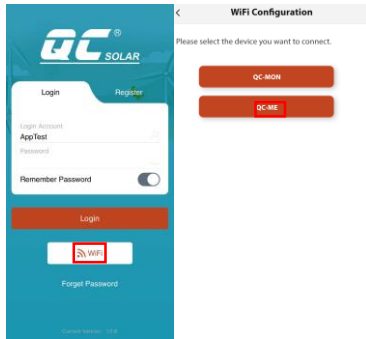 QC®
SOLAR
Login
Register
Login Account
AppTest
Password
Remember Password
Login
WiFi
Forget Password
WiFi Configuration
Please select the device you want to connect.
QC-MON
QC-ME